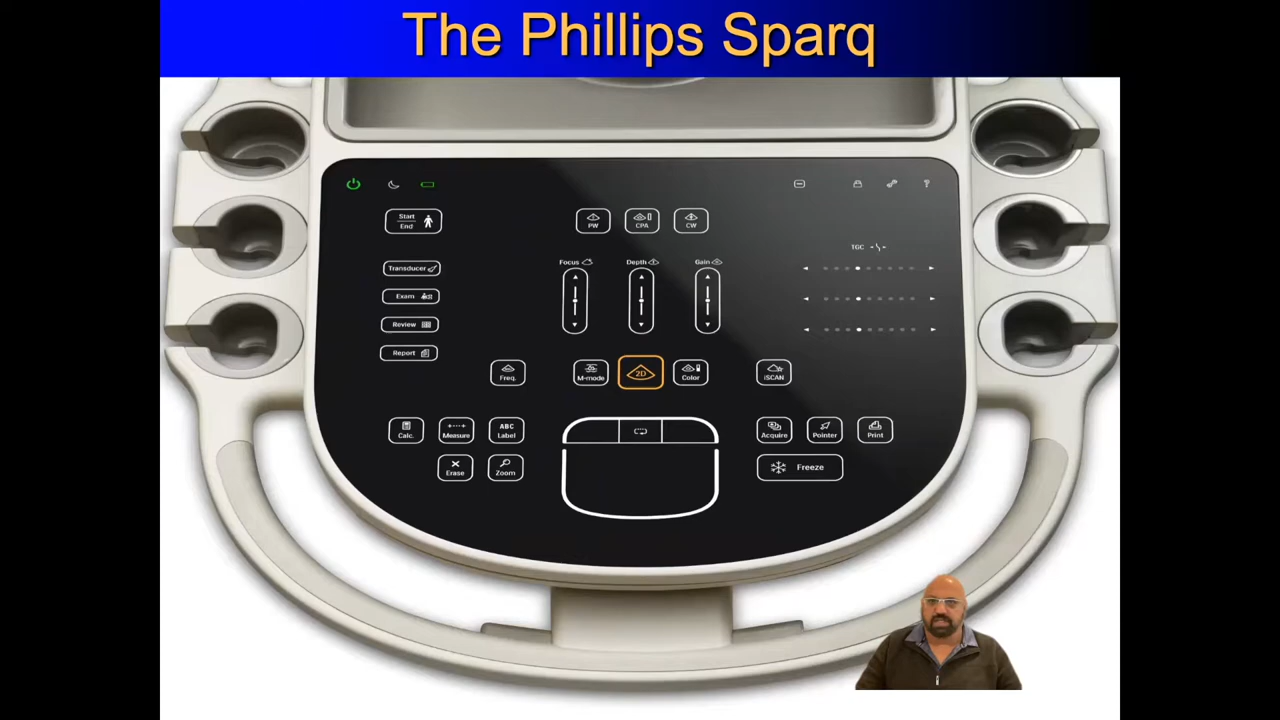 The Phillips Sparq
Start
End
PW
CPA
CW
TGC
Focus
Depth
Gain
Transducer
Exam
Review
Report
Freq.
M-mode
2D
Color
iSCAN
Calc.
Measure
ABC
Label
Acquire
Pointer
Print
Erase
Zoom
Freeze